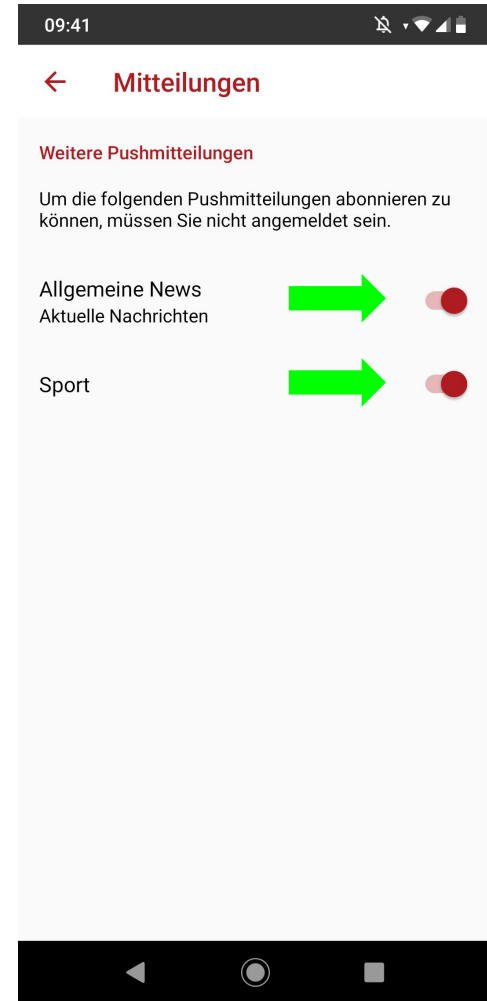 09:41
Mitteilungen
Weitere Pushmitteilungen
Um die folgenden Pushmitteilungen abonnieren zu
können, müssen Sie nicht angemeldet sein.
Allgemeine News
Aktuelle Nachrichten
Sport